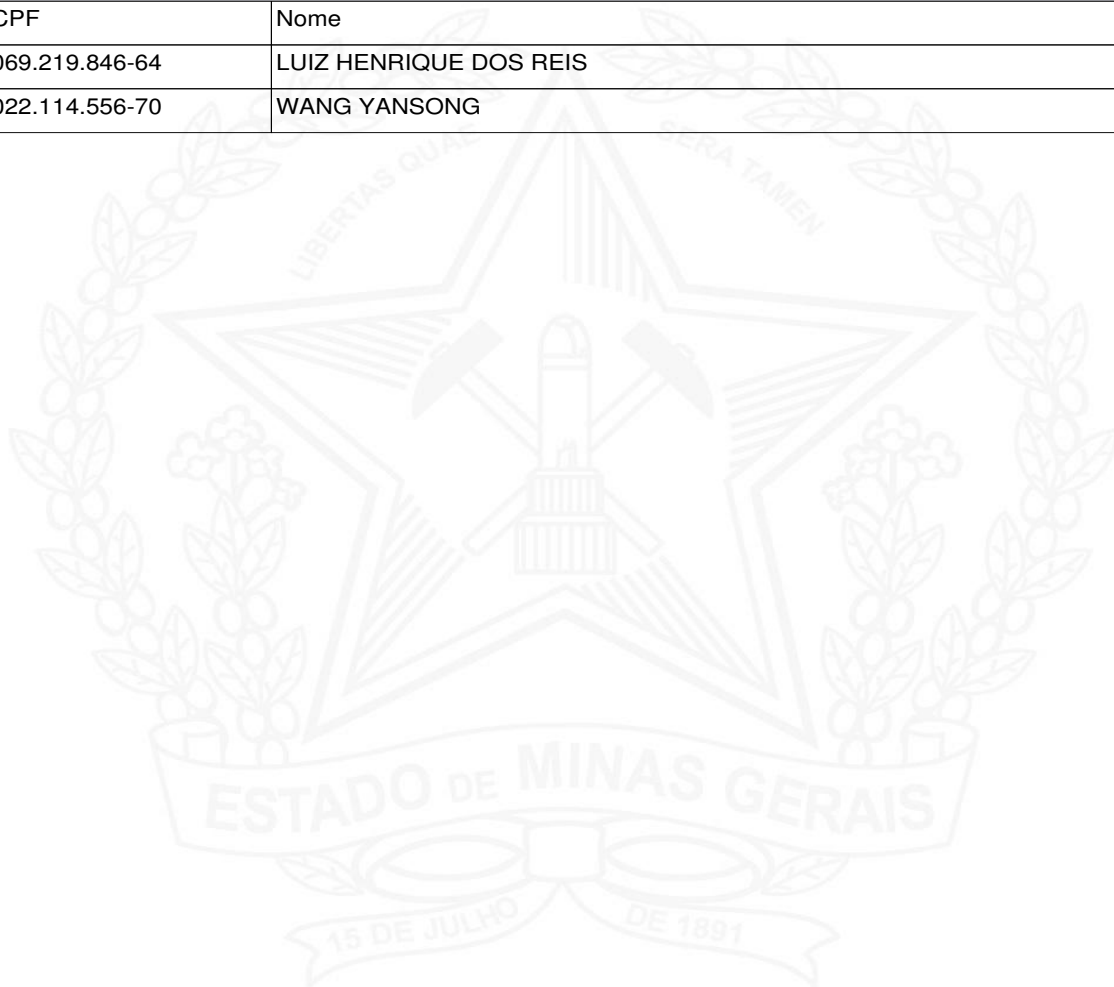 CPF Nome
069.219.846-64 LUIZ HENRIQUE DOS REIS
022.114.556-70 WANG YANSONG
LIBERTAS QUAE SERA TAMEN
ESTADO DE MINAS GERAIS
15 DE JULHO DE 1891